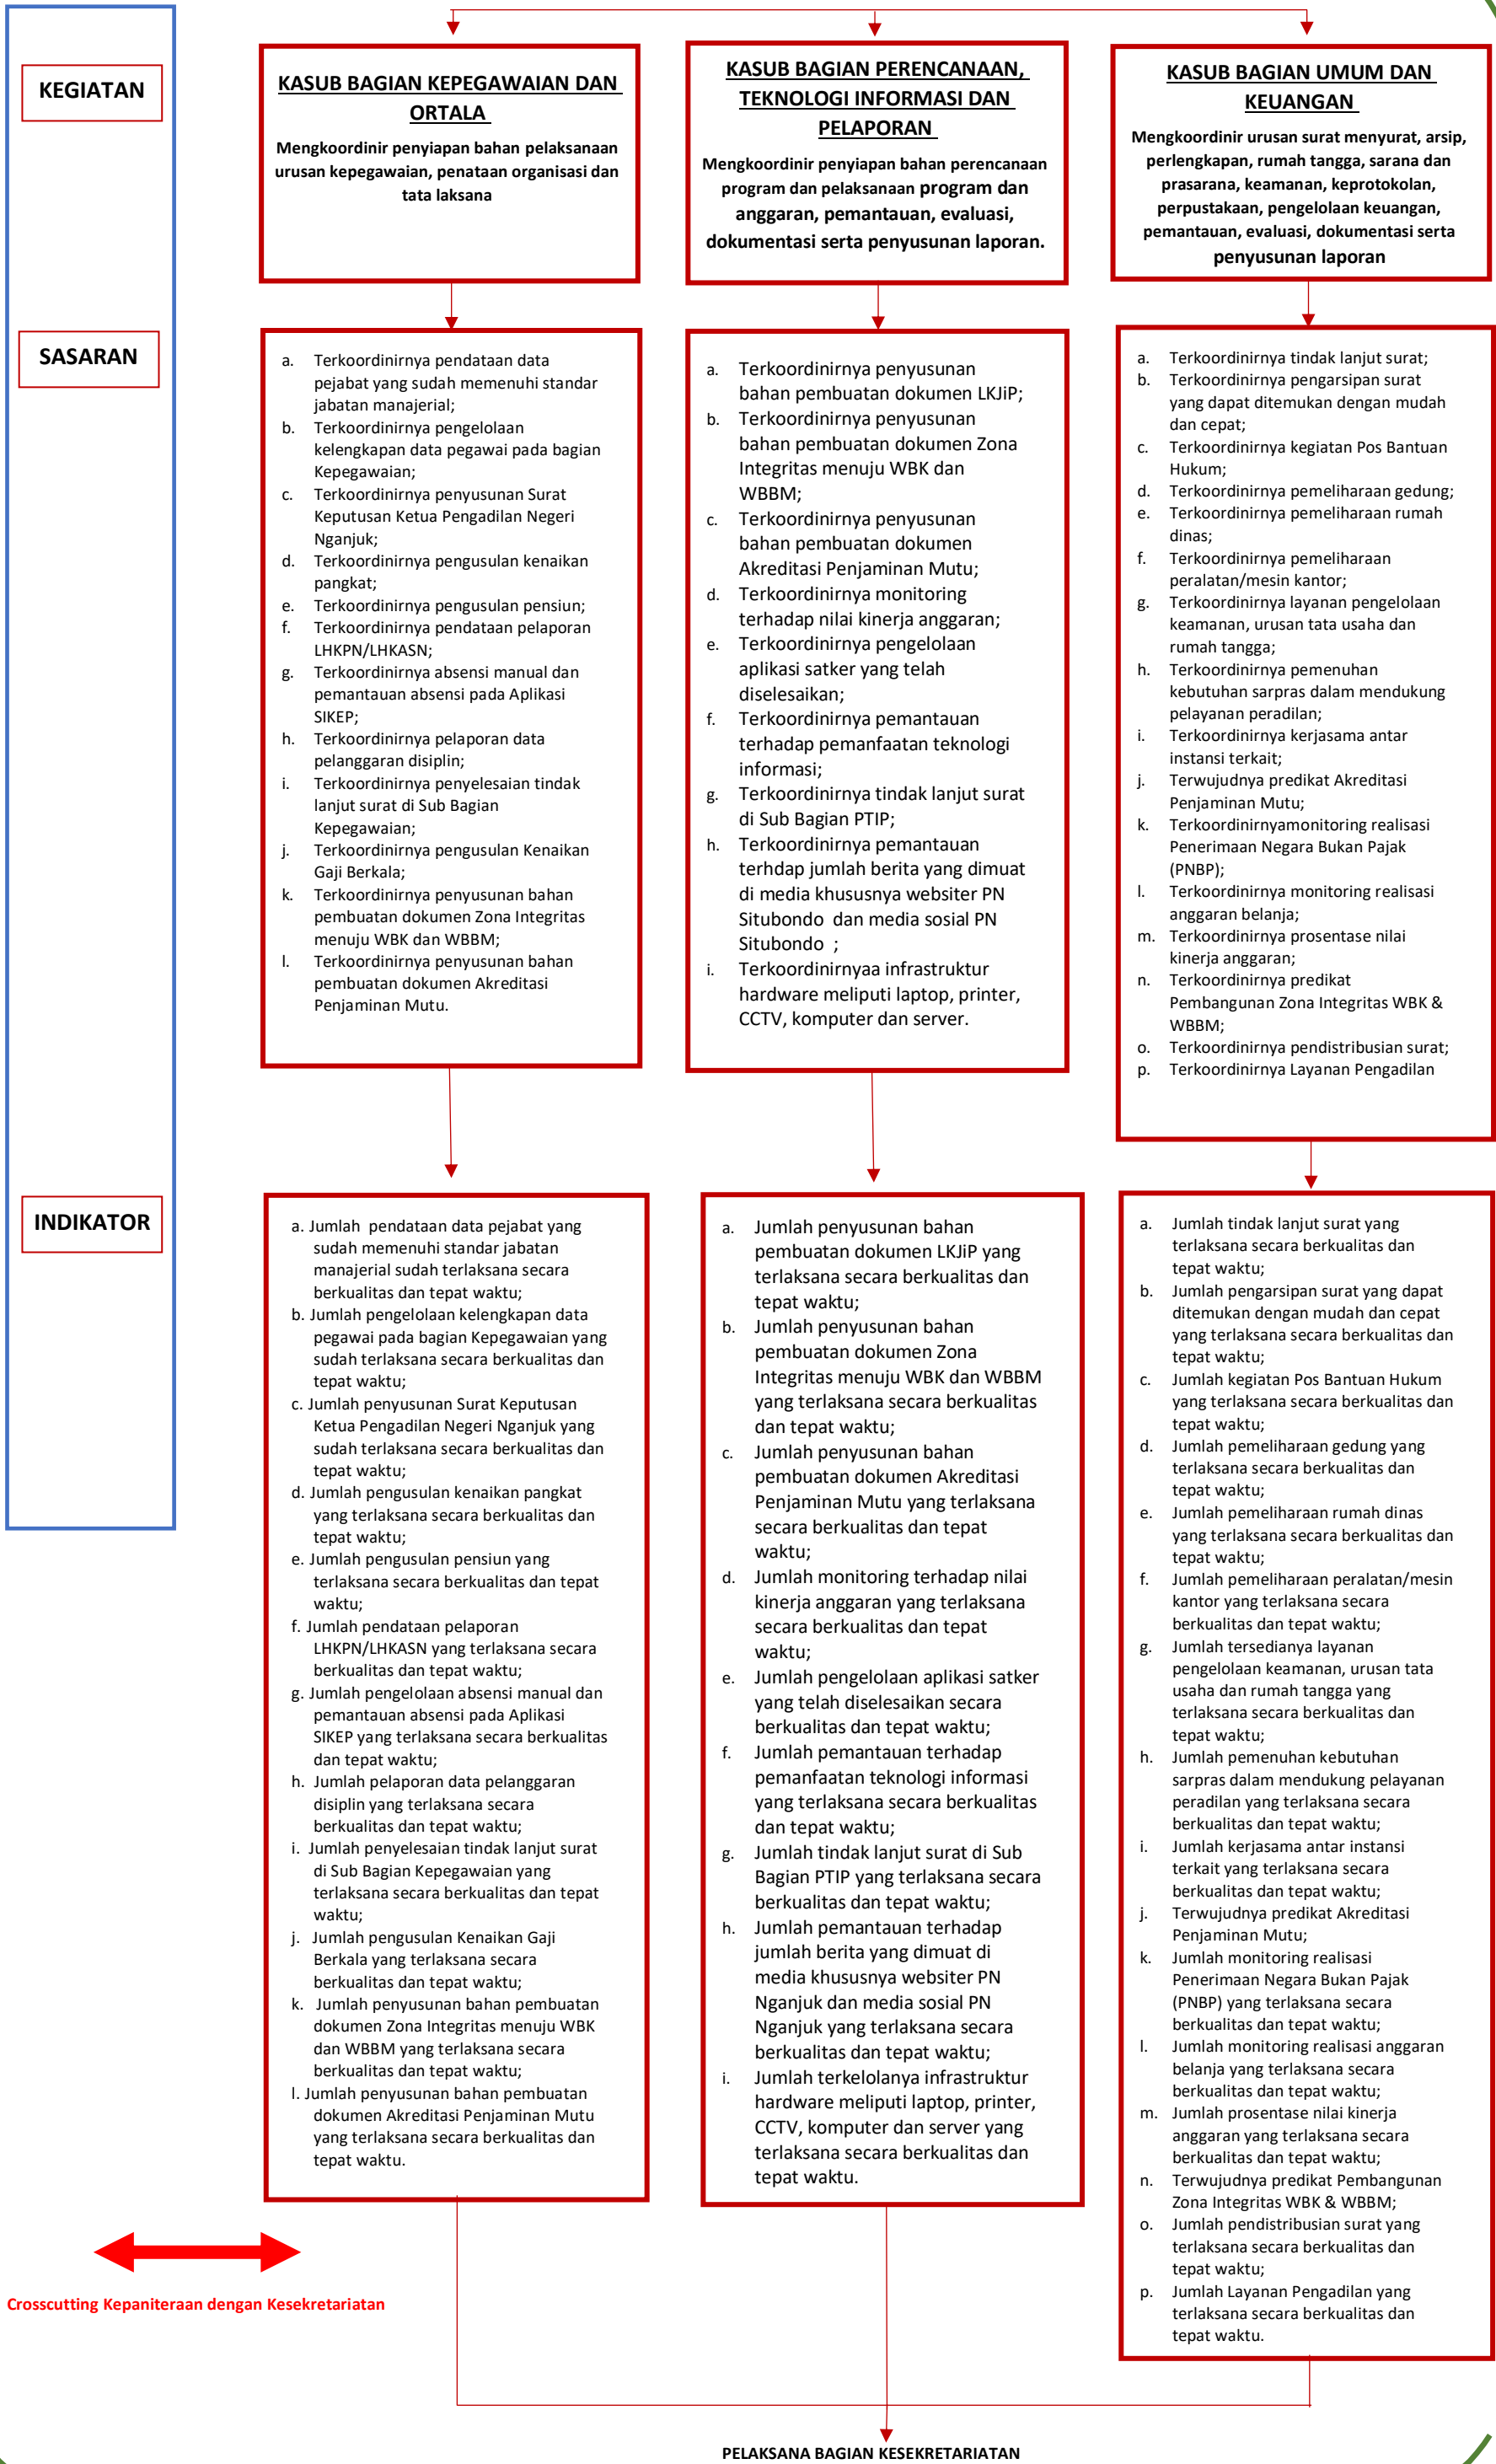 KEGIATAN
KASUB BAGIAN KEPEGAWAIAN DAN
ORTALA
Mengkoordinir penyiapan bahan pelaksanaan
urusan kepegawaian, penataan organisasi dan
tata laksana
KASUB BAGIAN PERENCANAAN,
TEKNOLOGI INFORMASI DAN
PELAPORAN
Mengkoordinir penyiapan bahan perencanaan
program dan pelaksanaan program dan
anggaran, pemantauan, evaluasi,
dokumentasi serta penyusunan laporan.
KASUB BAGIAN UMUM DAN
KEUANGAN
Mengkoordinir urusan surat menyurat, arsip,
perlengkapan, rumah tangga, sarana dan
prasarana, keamanan, keprotokolan,
perpustakaan, pengelolaan keuangan,
pemantauan, evaluasi, dokumentasi serta
penyusunan laporan
SASARAN
a. Terkoordinirnya pendataan data
pejabat yang sudah memenuhi standar
jabatan manajerial;
b. Terkoordinirnya pengelolaan
kelengkapan data pegawai pada bagian
Kepegawaian;
c. Terkoordinirnya penyusunan Surat
Keputusan Ketua Pengadilan Negeri
Nganjuk;
d. Terkoordinirnya pengusulan kenaikan
pangkat;
e. Terkoordinirnya pengusulan pensiun;
f. Terkoordinirnya pendataan pelaporan
LHKPN/LHKASN;
g. Terkoordinirnya absensi manual dan
pemantauan absensi pada Aplikasi
SIKEP;
h. Terkoordinirnya pelaporan data
pelanggaran disiplin;
i. Terkoordinirnya penyelesaian tindak
lanjut surat di Sub Bagian
Kepegawaian;
j. Terkoordinirnya pengusulan Kenaikan
Gaji Berkala;
k. Terkoordinirnya penyusunan bahan
pembuatan dokumen Zona Integritas
menuju WBK dan WBBM;
l. Terkoordinirnya penyusunan bahan
pembuatan dokumen Akreditasi
Penjaminan Mutu.
a. Terkoordinirnya penyusunan
bahan pembuatan dokumen LKJiP;
b. Terkoordinirnya penyusunan
bahan pembuatan dokumen Zona
Integritas menuju WBK dan
WBBM;
c. Terkoordinirnya penyusunan
bahan pembuatan dokumen
Akreditasi Penjaminan Mutu;
d. Terkoordinirnya monitoring
terhadap nilai kinerja anggaran;
e. Terkoordinirnya pengelolaan
aplikasi satker yang telah
diselesaikan;
f. Terkoordinirnya pemantauan
terhadap pemanfaatan teknologi
informasi;
g. Terkoordinirnya tindak lanjut surat
di Sub Bagian PTIP;
h. Terkoordinirnya pemantauan
terhdap jumlah berita yang dimuat
di media khususnya websiter PN
Situbondo dan media sosial PN
Situbondo ;
i. Terkoordinirnyaa infrastruktur
hardware meliputi laptop, printer,
CCTV, komputer dan server.
a. Terkoordinirnya tindak lanjut surat;
b. Terkoordinirnya pengarsipan surat
yang dapat ditemukan dengan mudah
dan cepat;
c. Terkoordinirnya kegiatan Pos Bantuan
Hukum;
d. Terkoordinirnya pemeliharaan gedung;
e. Terkoordinirnya pemeliharaan rumah
dinas;
f. Terkoordinirnya pemeliharaan
peralatan/mesin kantor;
g. Terkoordinirnya layanan pengelolaan
keamanan, urusan tata usaha dan
rumah tangga;
h. Terkoordinirnya pemenuhan
kebutuhan sarpras dalam mendukung
pelayanan peradilan;
i. Terkoordinirnya kerjasama antar
instansi terkait;
j. Terwujudnya predikat Akreditasi
Penjaminan Mutu;
k. Terkoordinirnyamonitoring realisasi
Penerimaan Negara Bukan Pajak
(PNBP);
l. Terkoordinirnya monitoring realisasi
anggaran belanja;
m. Terkoordinirnya prosentase nilai
kinerja anggaran;
n. Terkoordinirnya predikat
Pembangunan Zona Integritas WBK &
WBBM;
o. Terkoordinirnya pendistribusian surat;
p. Terkoordinirnya Layanan Pengadilan
INDIKATOR
a. Jumlah pendataan data pejabat yang
sudah memenuhi standar jabatan
manajerial sudah terlaksana secara
berkualitas dan tepat waktu;
b. Jumlah pengelolaan kelengkapan data
pegawai pada bagian Kepegawaian yang
sudah terlaksana secara berkualitas dan
tepat waktu;
c. Jumlah penyusunan Surat Keputusan
Ketua Pengadilan Negeri Nganjuk yang
sudah terlaksana secara berkualitas dan
tepat waktu;
d. Jumlah pengusulan kenaikan pangkat
yang terlaksana secara berkualitas dan
tepat waktu;
e. Jumlah pengusulan pensiun yang
terlaksana secara berkualitas dan tepat
waktu;
f. Jumlah pendataan pelaporan
LHKPN/LHKASN yang terlaksana secara
berkualitas dan tepat waktu;
g. Jumlah pengelolaan absensi manual dan
pemantauan absensi pada Aplikasi
SIKEP yang terlaksana secara berkualitas
dan tepat waktu;
h. Jumlah pelaporan data pelanggaran
disiplin yang terlaksana secara
berkualitas dan tepat waktu;
i. Jumlah penyelesaian tindak lanjut surat
di Sub Bagian Kepegawaian yang
terlaksana secara berkualitas dan tepat
waktu;
j. Jumlah pengusulan Kenaikan Gaji
Berkala yang terlaksana secara
berkualitas dan tepat waktu;
k. Jumlah penyusunan bahan pembuatan
dokumen Zona Integritas menuju WBK
dan WBBM yang terlaksana secara
berkualitas dan tepat waktu;
l. Jumlah penyusunan bahan pembuatan
dokumen Akreditasi Penjaminan Mutu
yang terlaksana secara berkualitas dan
tepat waktu.
a. Jumlah penyusunan bahan
pembuatan dokumen LKJiP yang
terlaksana secara berkualitas dan
tepat waktu;
b. Jumlah penyusunan bahan
pembuatan dokumen Zona
Integritas menuju WBK dan WBBM
yang terlaksana secara berkualitas
dan tepat waktu;
c. Jumlah penyusunan bahan
pembuatan dokumen Akreditasi
Penjaminan Mutu yang terlaksana
secara berkualitas dan tepat
waktu;
d. Jumlah monitoring terhadap nilai
kinerja anggaran yang terlaksana
secara berkualitas dan tepat
waktu;
e. Jumlah pengelolaan aplikasi satker
yang telah diselesaikan secara
berkualitas dan tepat waktu;
f. Jumlah pemantauan terhadap
pemanfaatan teknologi informasi
yang terlaksana secara berkualitas
dan tepat waktu;
g. Jumlah tindak lanjut surat di Sub
Bagian PTIP yang terlaksana secara
berkualitas dan tepat waktu;
h. Jumlah pemantauan terhadap
jumlah berita yang dimuat di
media khususnya websiter PN
Nganjuk dan media sosial PN
Nganjuk yang terlaksana secara
berkualitas dan tepat waktu;
i. Jumlah terkelolanya infrastruktur
hardware meliputi laptop, printer,
CCTV, komputer dan server yang
terlaksana secara berkualitas dan
tepat waktu.
a. Jumlah tindak lanjut surat yang
terlaksana secara berkualitas dan
tepat waktu;
b. Jumlah pengarsipan surat yang dapat
ditemukan dengan mudah dan cepat
yang terlaksana secara berkualitas dan
tepat waktu;
c. Jumlah kegiatan Pos Bantuan Hukum
yang terlaksana secara berkualitas dan
tepat waktu;
d. Jumlah pemeliharaan gedung yang
terlaksana secara berkualitas dan
tepat waktu;
e. Jumlah pemeliharaan rumah dinas
yang terlaksana secara berkualitas dan
tepat waktu;
f. Jumlah pemeliharaan peralatan/mesin
kantor yang terlaksana secara
berkualitas dan tepat waktu;
g. Jumlah tersedianya layanan
pengelolaan keamanan, urusan tata
usaha dan rumah tangga yang
terlaksana secara berkualitas dan
tepat waktu;
h. Jumlah pemenuhan kebutuhan
sarpras dalam mendukung pelayanan
peradilan yang terlaksana secara
berkualitas dan tepat waktu;
i. Jumlah kerjasama antar instansi
terkait yang terlaksana secara
berkualitas dan tepat waktu;
j. Terwujudnya predikat Akreditasi
Penjaminan Mutu;
k. Jumlah monitoring realisasi
Penerimaan Negara Bukan Pajak
(PNBP) yang terlaksana secara
berkualitas dan tepat waktu;
l. Jumlah monitoring realisasi anggaran
belanja yang terlaksana secara
berkualitas dan tepat waktu;
m. Jumlah prosentase nilai kinerja
anggaran yang terlaksana secara
berkualitas dan tepat waktu;
n. Terwujudnya predikat Pembangunan
Zona Integritas WBK & WBBM;
o. Jumlah pendistribusian surat yang
terlaksana secara berkualitas dan
tepat waktu;
p. Jumlah Layanan Pengadilan yang
terlaksana secara berkualitas dan
tepat waktu.
Crosscutting Kepaniteraan dengan Kesekretariatan
PELAKSANA BAGIAN KESEKRETARIATAN